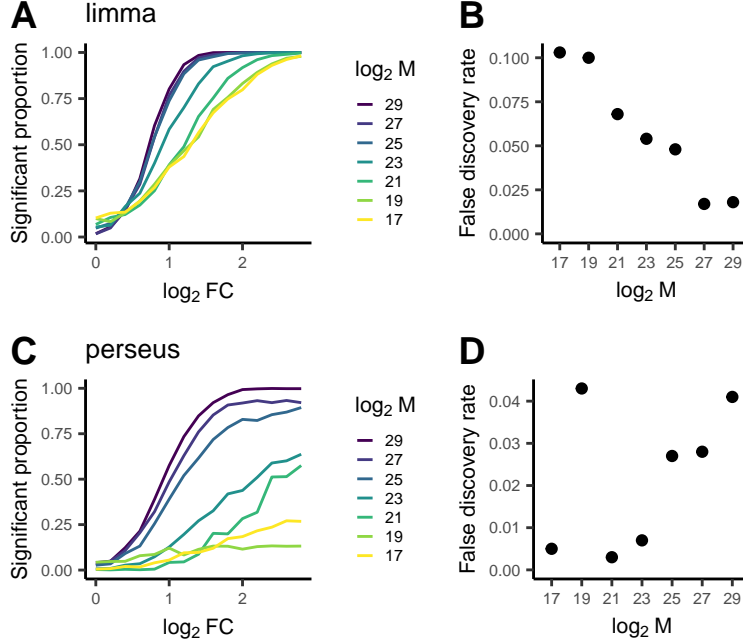 A limma
Significant proportion
1.00
0.75
0.50
0.25
0.00
0 1 2
log₂ FC
log₂ M
29
27
25
23
21
19
17
B
False discovery rate
0.100
0.075
0.050
0.025
0.000
17 19 21 23 25 27 29
log₂ M
C perseus
Significant proportion
1.00
0.75
0.50
0.25
0.00
0 1 2
log₂ FC
log₂ M
29
27
25
23
21
19
17
D
False discovery rate
0.04
0.03
0.02
0.01
0.00
17 19 21 23 25 27 29
log₂ M